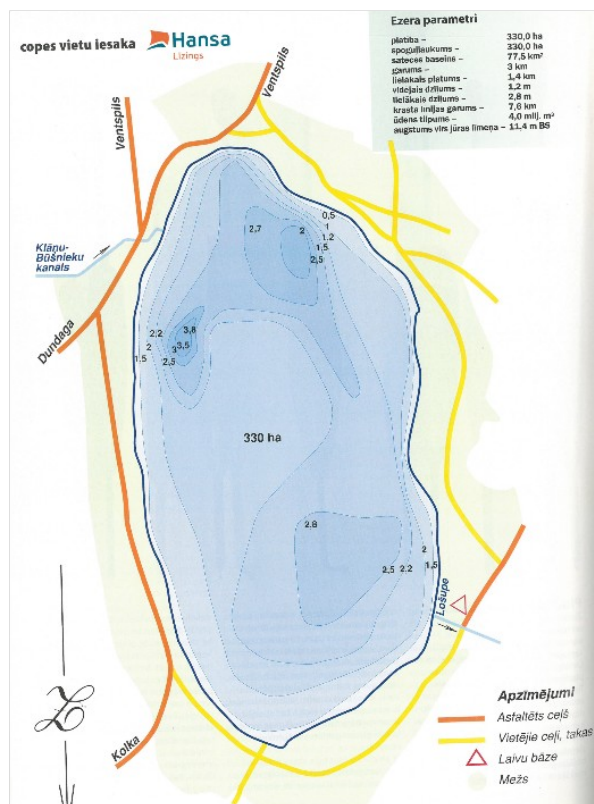 copes vietu iesaka Hansa
Līzings
Ezera parametri
platība – 330,0 ha
spoguļlaukums – 330,0 ha
sateces baseins – 77,5 km²
garums – 3 km
lielākais platums – 1,4 km
vidējais dziļums – 1,2 m
lielākais dziļums – 2,8 m
krasta līnijas garums – 7,6 km
ūdens tilpums – 4,0 milj. m³
augstums virs jūras līmeņa – 11,4 m BS
Ventspils
Ventspils
Klāņu-
Būšnieku
kanals
Dundaga
0,5
1
1,2
1,5
2,5
2
2,7
3,8
3,5
3
2,5
2,2
2
1,5
330 ha
2,8
2,5
2,2
2
1,5
Lošupe
Kolka
Z
Apzīmējumi
Asfaltēts ceļš
Vietējie ceļi, takas
Laivu bāze
Mežs